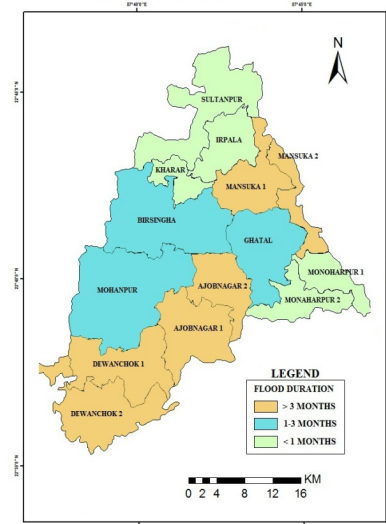 N
SULTANPUR
IRPALA
MANSUKA 2
KHARAR
MANSUKA 1
BIRSINGHA
GHATAL
MONOHARPUR 1
MOHANPUR
AJOBNAGAR 2
MONAHARPUR 2
AJOBNAGAR 1
DEWANCHOK 1
DEWANCHOK 2
LEGEND
FLOOD DURATION
> 3 MONTHS
1-3 MONTHS
< 1 MONTHS
KM
0 2 4 8 12 16